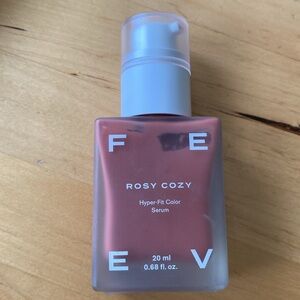 F E
ROSY COZY
Hyper-Fit Color
Serum
E V
20 ml
0.68 fl. oz.